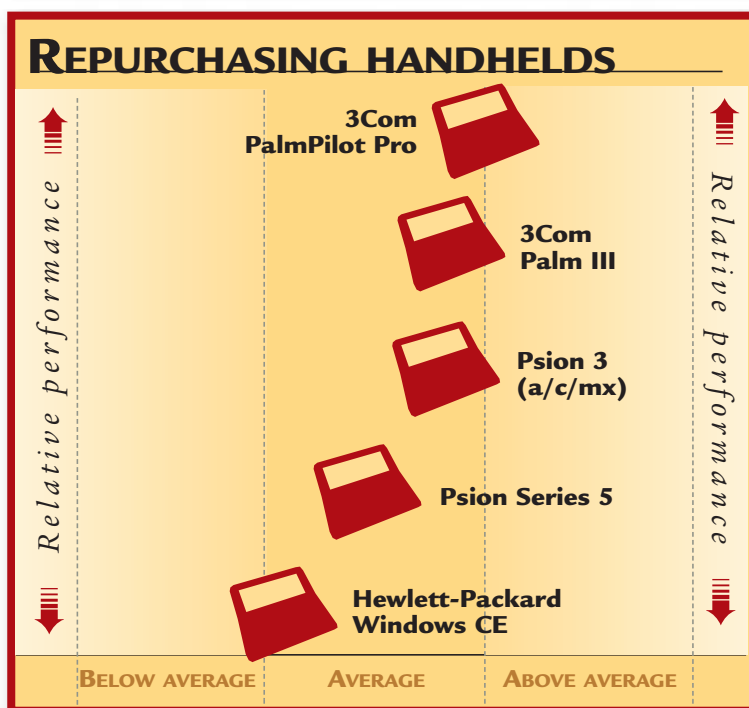 REPURCHASING HANDHELDS
3Com
PalmPilot Pro
3Com
Palm III
Psion 3
(a/c/mx)
Psion Series 5
Hewlett-Packard
Windows CE
Relative performance
Relative performance
BELOW AVERAGE
AVERAGE
ABOVE AVERAGE